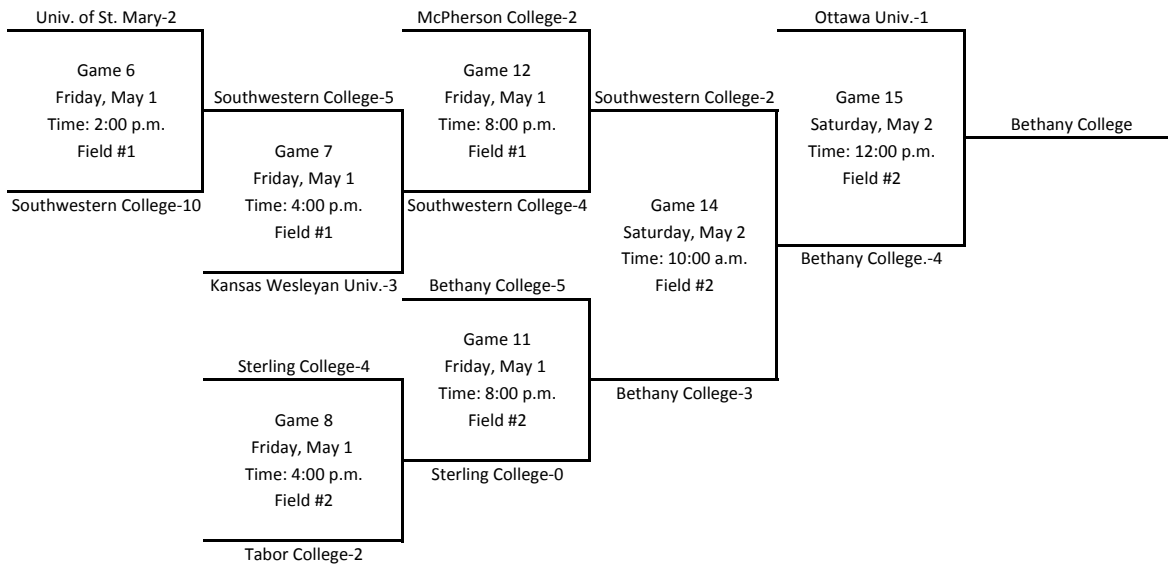 Univ. of St. Mary-2
McPherson College-2
Ottawa Univ.-1
Game 6
Friday, May 1
Time: 2:00 p.m.
Field #1
Game 12
Friday, May 1
Time: 8:00 p.m.
Field #1
Southwestern College-5
Southwestern College-2
Game 15
Saturday, May 2
Time: 12:00 p.m.
Field #2
Bethany College
Game 7
Friday, May 1
Time: 4:00 p.m.
Field #1
Southwestern College-10
Southwestern College-4
Game 14
Saturday, May 2
Time: 10:00 a.m.
Field #2
Bethany College.-4
Kansas Wesleyan Univ.-3
Bethany College-5
Game 11
Friday, May 1
Time: 8:00 p.m.
Field #2
Sterling College-4
Bethany College-3
Game 8
Friday, May 1
Time: 4:00 p.m.
Field #2
Sterling College-0
Tabor College-2